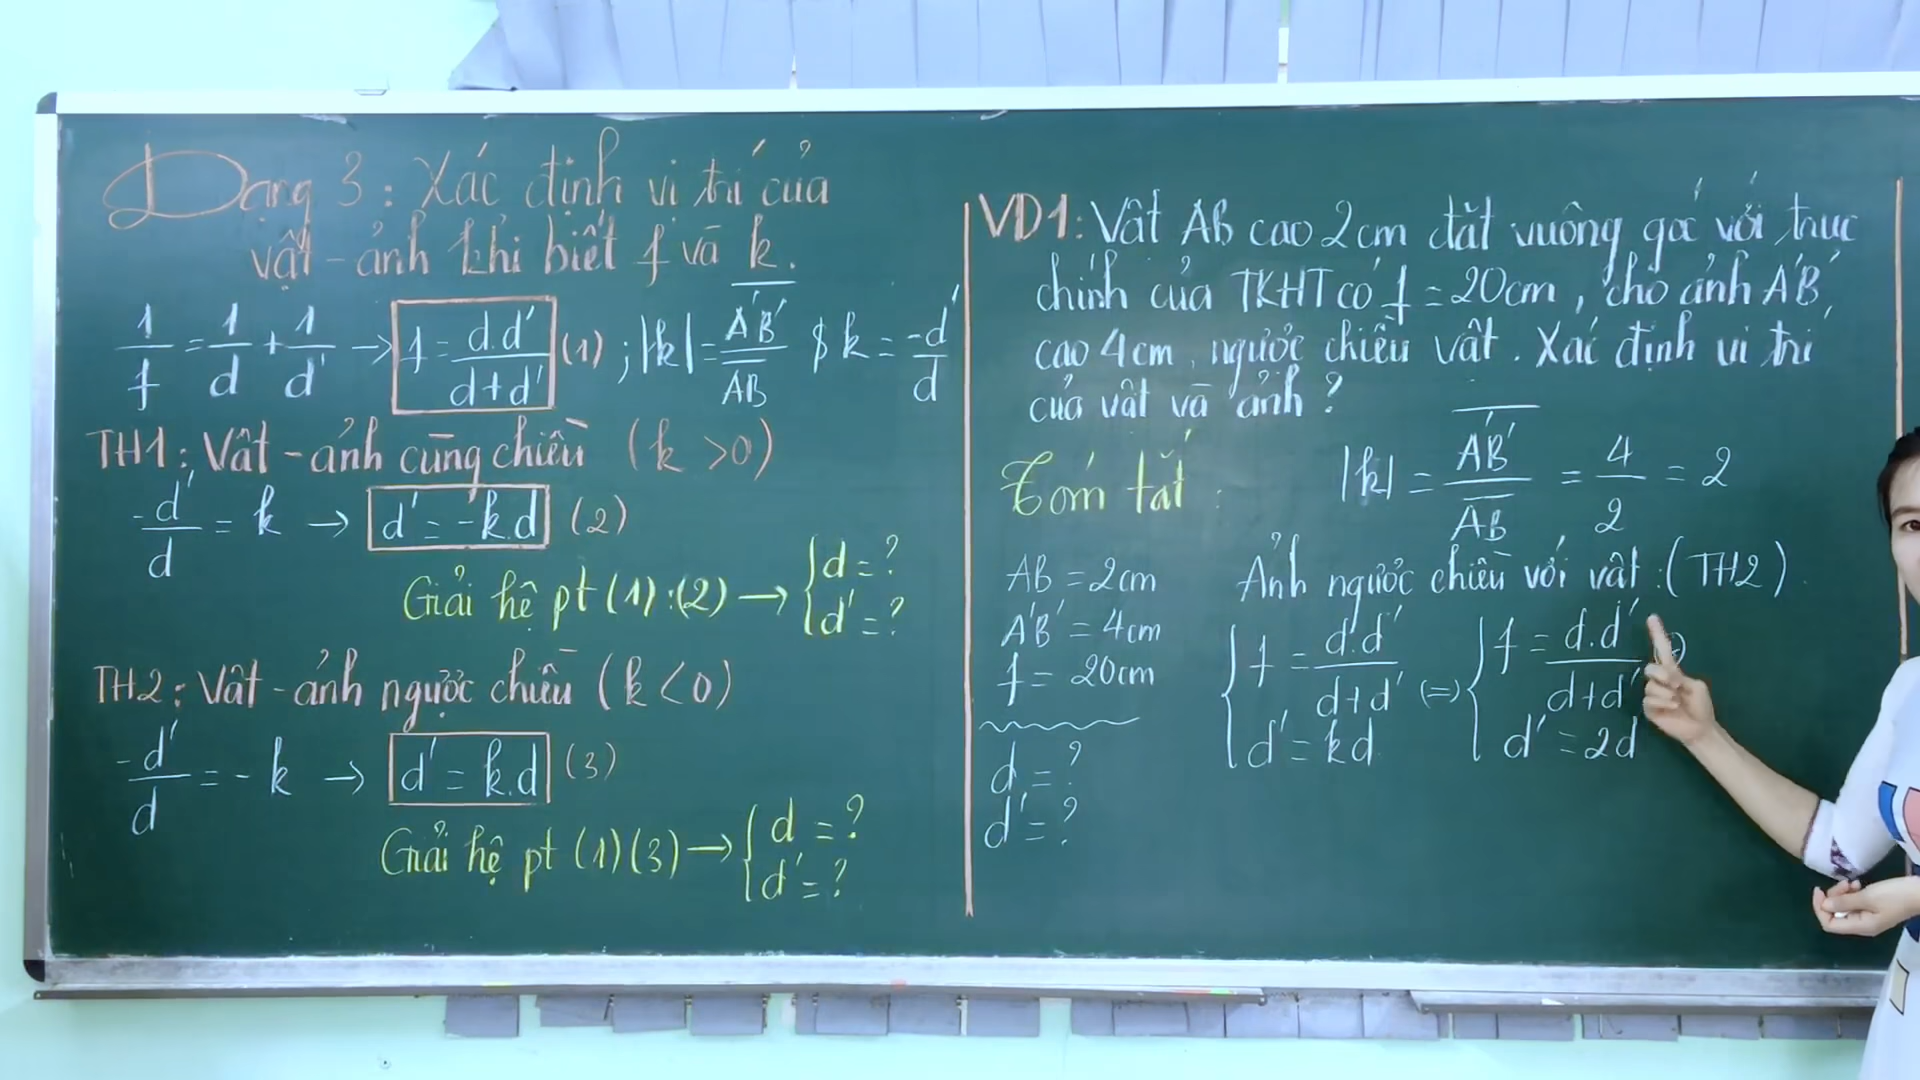 Dạng 3: Xác định vị trí của
vật - ảnh khi biết f và k.
1/f = 1/d + 1/d' → f = d.d'/d+d' (1) ; |k| = A'B'/AB $ k = -d'/d
TH1: Vật - ảnh cùng chiều (k > 0)
-d'/d = k → d' = -k.d (2)
Giải hệ pt (1):(2) → { d = ?
d' = ?
TH2: Vật - ảnh ngược chiều (k < 0)
-d'/d = -k → d' = k.d (3)
Giải hệ pt (1)(3) → { d = ?
d' = ?
VD1: Vật AB cao 2cm đặt vuông góc với trục
chính của TKHT có f = 20cm, cho ảnh A'B'
cao 4cm, ngược chiều vật. Xác định vị trí
của vật và ảnh ?
Tóm tắt :
AB = 2cm
A'B' = 4cm
f = 20cm
d = ?
d' = ?
|k| = A'B'/AB = 4/2 = 2
Ảnh ngược chiều với vật : (TH2)
{ f = d.d'/d+d' (=) { f = d.d'/d+d'
d' = kd d' = 2d